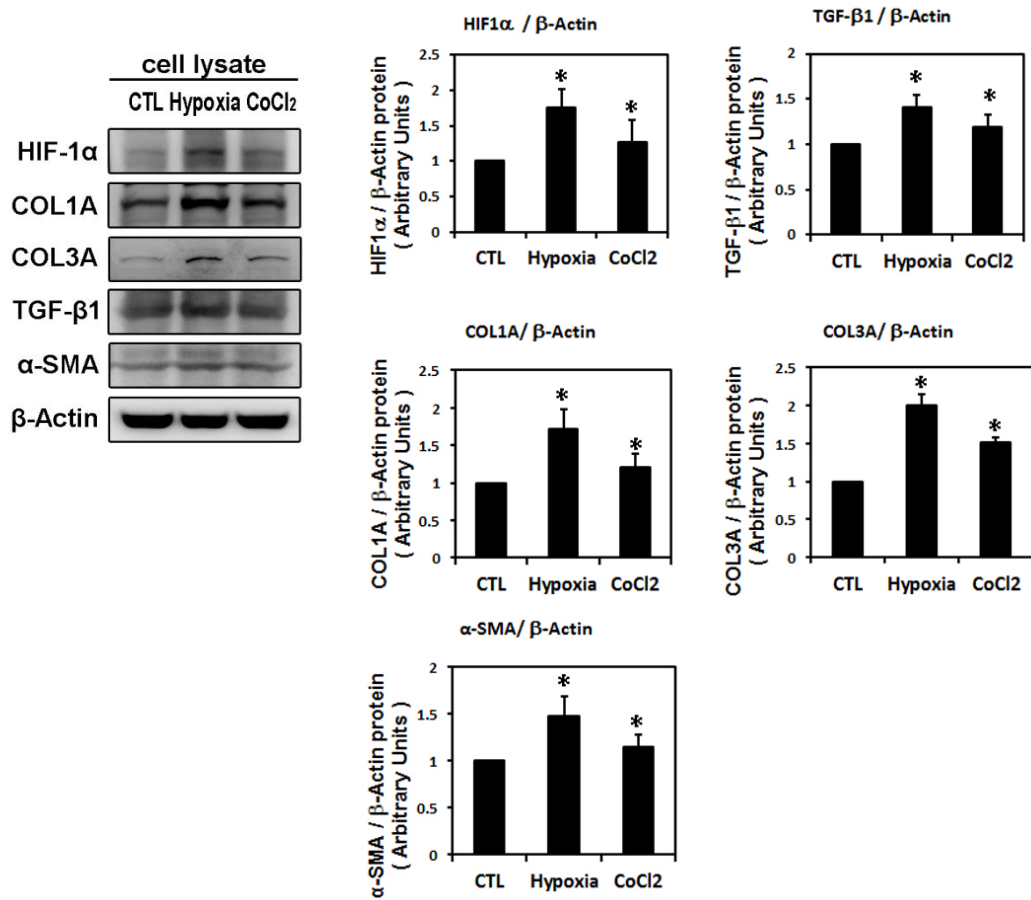 cell lysate
CTL Hypoxia CoCl₂
HIF-1α
COL1A
COL3A
TGF-β1
α-SMA
β-Actin
HIF1α / β-Actin
HIF1α / β-Actin protein
( Arbitrary Units )
2.5
2
1.5
1
0.5
0
*
*
CTL Hypoxia CoCl2
TGF-β1 / β-Actin
TGF-β1 / β-Actin protein
( Arbitrary Units )
2
1.5
1
0.5
0
*
*
CTL Hypoxia CoCl2
COL1A/ β-Actin
COL1A / β-Actin protein
( Arbitrary Units )
2.5
2
1.5
1
0.5
0
*
*
CTL Hypoxia CoCl2
COL3A/ β-Actin
COL3A / β-Actin protein
( Arbitrary Units )
2.5
2
1.5
1
0.5
0
*
*
CTL Hypoxia CoCl2
α-SMA/ β-Actin
α-SMA / β-Actin protein
( Arbitrary Units )
2
1.5
1
0.5
0
*
*
CTL Hypoxia CoCl2